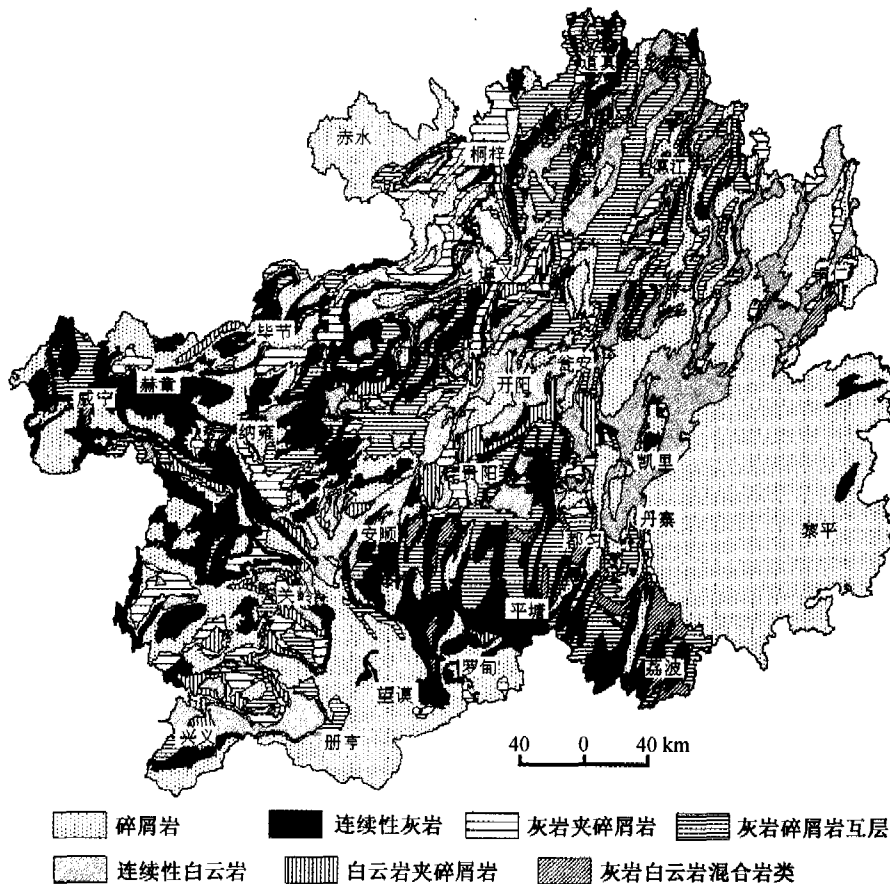 道真
赤水
桐梓
毕节
赫章
威宁
纳雍
开阳
瓮安
贵阳
凯里
丹寨
黎平
安顺
都匀
关岭
平塘
罗甸
荔波
望谟
兴义
册亨
40 0 40 km
碎屑岩 连续性灰岩 灰岩夹碎屑岩 灰岩碎屑岩互层
连续性白云岩 白云岩夹碎屑岩 灰岩白云岩混合岩类